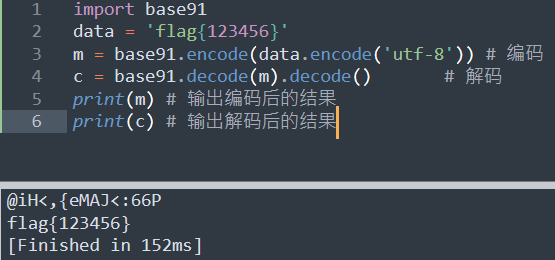 1 import base91
2 data = 'flag{123456}'
3 m = base91.encode(data.encode('utf-8')) # 编码
4 c = base91.decode(m).decode() # 解码
5 print(m) # 输出编码后的结果
6 print(c) # 输出解码后的结果
@iH<,{eMAJ<:66P
flag{123456}
[Finished in 152ms]